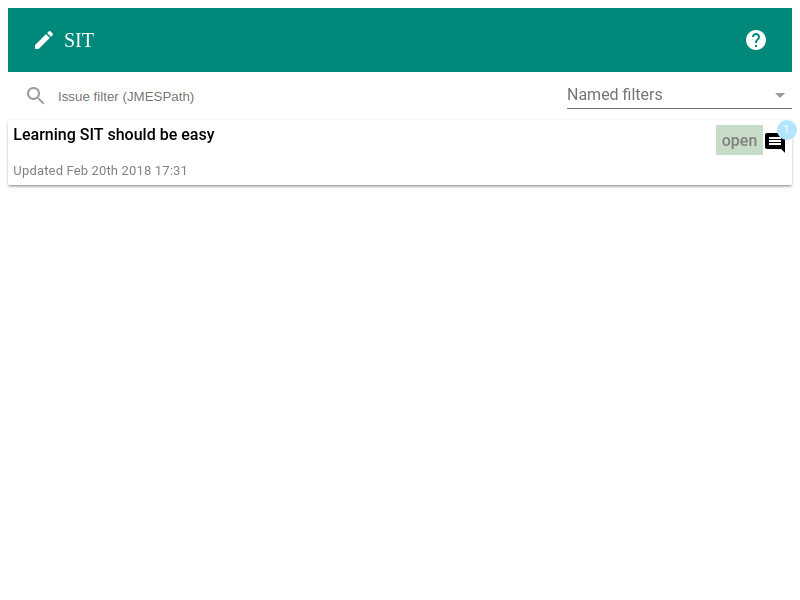 SIT
Issue filter (JMESPath)
Named filters
Learning SIT should be easy
open
1
Updated Feb 20th 2018 17:31